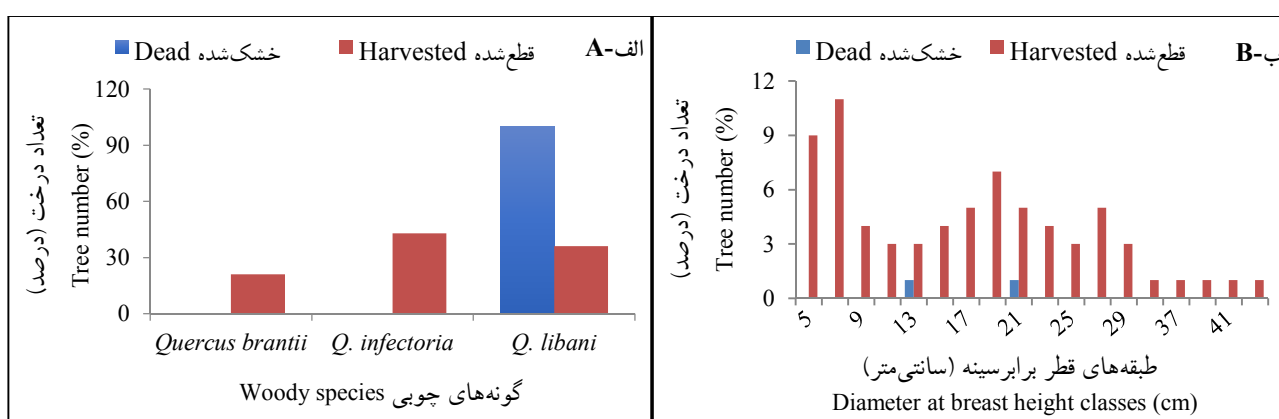 خشک‌شده Dead
قطع‌شده Harvested
الف-A
تعداد درخت (درصد)
Tree number (%)
120
90
60
30
0
Quercus brantii
Q. infectoria
Q. libani
گونه‌های چوبی Woody species
خشک‌شده Dead
قطع‌شده Harvested
ب-B
تعداد درخت (درصد)
Tree number (%)
12
9
6
3
0
5
9
13
17
21
25
29
37
41
طبقه‌های قطر برابرسینه (سانتی‌متر)
Diameter at breast height classes (cm)